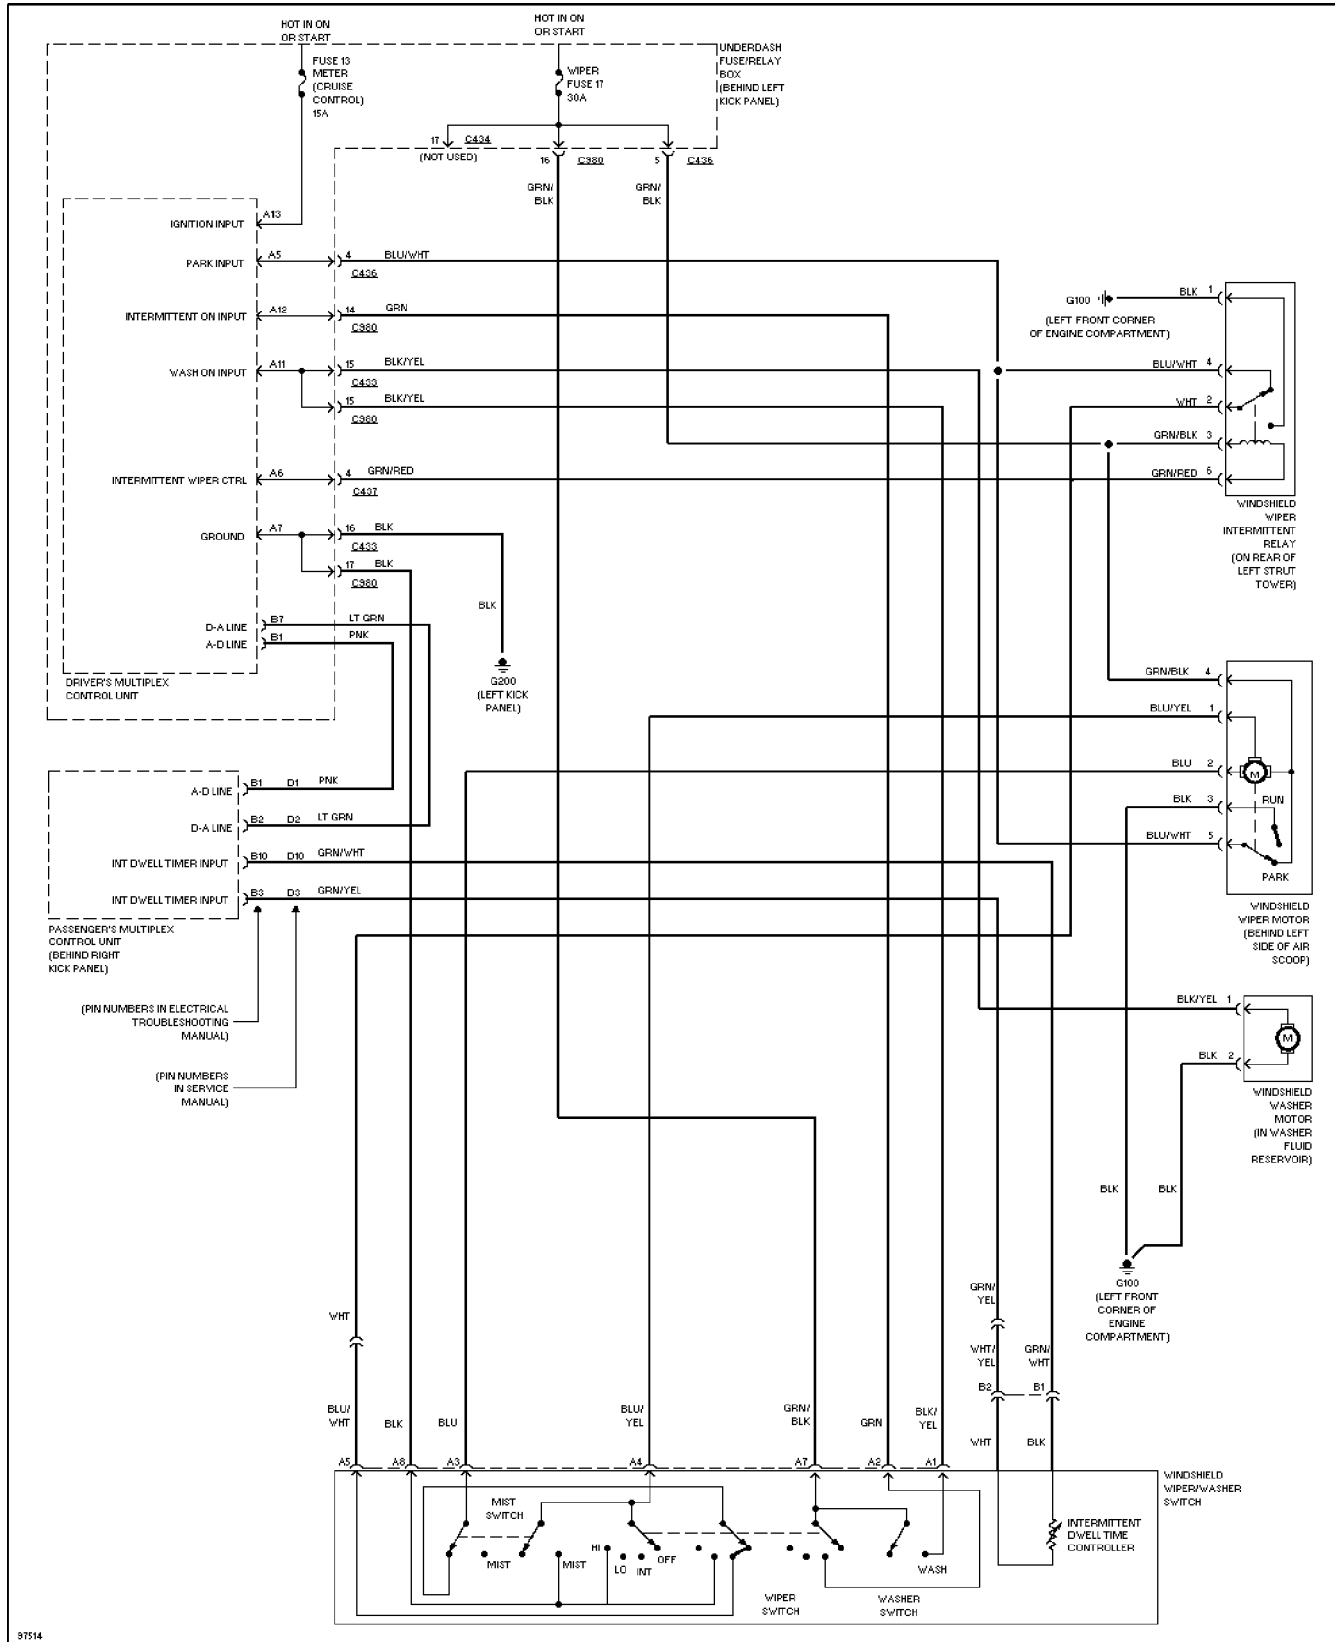 HOT IN ON
OR START
HOT IN ON
OR START
FUSE 13
METER
(CRUISE
CONTROL)
15A
WIPER
FUSE 17
30A
UNDERDASH
FUSE/RELAY
BOX
(BEHIND LEFT
KICK PANEL)
17 C434
(NOT USED)
16 C980
5 C436
GRN/
BLK
GRN/
BLK
IGNITION INPUT A13
PARK INPUT A5 4 BLU/WHT
C436
INTERMITTENT ON INPUT A12 14 GRN
C980
WASH ON INPUT A11 15 BLK/YEL
C433
15 BLK/YEL
C980
INTERMITTENT WIPER CTRL A6 4 GRN/RED
C437
GROUND A7 16 BLK
C433
17 BLK
C980
BLK
D-A LINE B7 LT GRN
A-D LINE B1 PNK
DRIVER'S MULTIPLEX
CONTROL UNIT
G200
(LEFT KICK
PANEL)
G100
(LEFT FRONT CORNER
OF ENGINE COMPARTMENT)
BLK 1
BLU/WHT 4
WHT 2
GRN/BLK 3
GRN/RED 5
WINDSHIELD
WIPER
INTERMITTENT
RELAY
(ON REAR OF
LEFT STRUT
TOWER)
GRN/BLK 4
BLU/YEL 1
BLU 2
M
BLK 3
RUN
BLU/WHT 5
PARK
WINDSHIELD
WIPER MOTOR
(BEHIND LEFT
SIDE OF AIR
SCOOP)
A-D LINE B1 D1 PNK
D-A LINE B2 D2 LT GRN
INT DWELL TIMER INPUT B10 D10 GRN/WHT
INT DWELL TIMER INPUT B3 D3 GRN/YEL
PASSENGER'S MULTIPLEX
CONTROL UNIT
(BEHIND RIGHT
KICK PANEL)
(PIN NUMBERS IN ELECTRICAL
TROUBLESHOOTING
MANUAL)
(PIN NUMBERS
IN SERVICE
MANUAL)
BLK/YEL 1
M
BLK 2
WINDSHIELD
WASHER
MOTOR
(IN WASHER
FLUID
RESERVOIR)
BLK
BLK
G100
(LEFT FRONT
CORNER OF
ENGINE
COMPARTMENT)
WHT
GRN/
YEL
WHT/
YEL
GRN/
WHT
B2 B1
BLU/
WHT
BLK
BLU
BLU/
YEL
GRN/
BLK
GRN
BLK/
YEL
WHT
BLK
A5 A8 A3 A4 A7 A2 A1
WINDSHIELD
WIPER/WASHER
SWITCH
MIST
SWITCH
MIST
MIST
HI
LO
INT
OFF
WIPER
SWITCH
WASHER
SWITCH
WASH
INTERMITTENT
DWELL TIME
CONTROLLER
97514